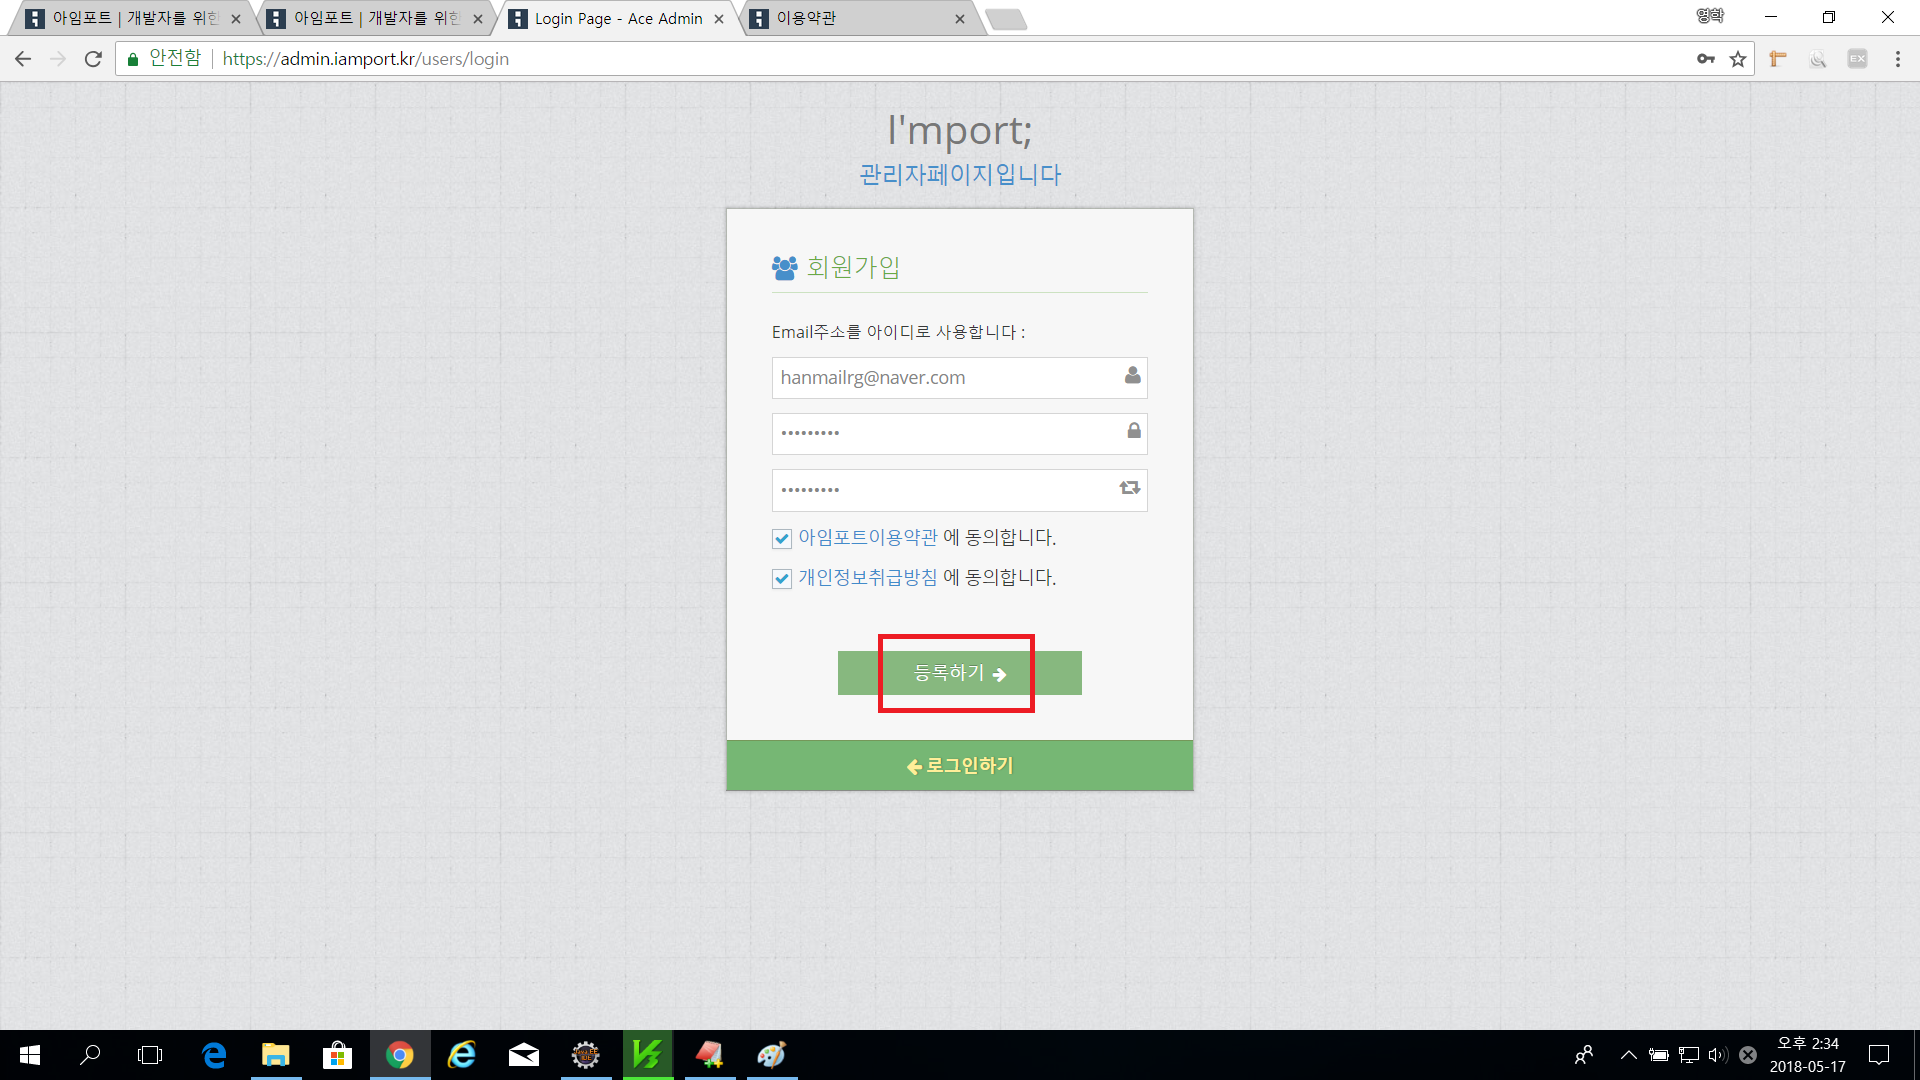 아임포트 | 개발자를 위한
아임포트 | 개발자를 위한
Login Page - Ace Admin
이용약관
영학
안전함
https://admin.iamport.kr/users/login
EX
I'mport;
관리자페이지입니다
회원가입
Email주소를 아이디로 사용합니다 :
hanmailrg@naver.com
•••••••••
•••••••••
아임포트이용약관 에 동의합니다.
개인정보취급방침 에 동의합니다.
등록하기
로그인하기
오후 2:34
2018-05-17